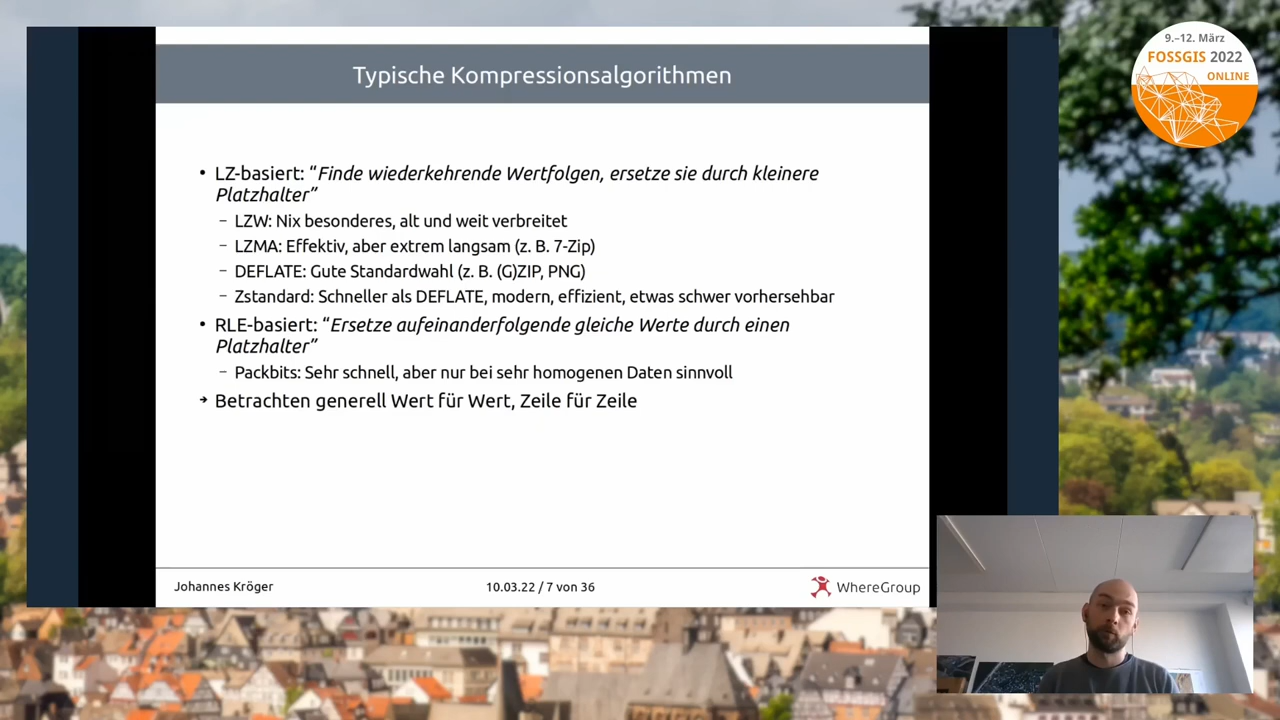 9.–12. März
FOSSGIS 2022
ONLINE
Typische Kompressionsalgorithmen
• LZ-basiert: “Finde wiederkehrende Wertfolgen, ersetze sie durch kleinere
Platzhalter”
– LZW: Nix besonderes, alt und weit verbreitet
– LZMA: Effektiv, aber extrem langsam (z. B. 7-Zip)
– DEFLATE: Gute Standardwahl (z. B. (G)ZIP, PNG)
– Zstandard: Schneller als DEFLATE, modern, effizient, etwas schwer vorhersehbar
• RLE-basiert: “Ersetze aufeinanderfolgende gleiche Werte durch einen
Platzhalter”
– Packbits: Sehr schnell, aber nur bei sehr homogenen Daten sinnvoll
➔ Betrachten generell Wert für Wert, Zeile für Zeile
Johannes Kröger
10.03.22 / 7 von 36
WhereGroup